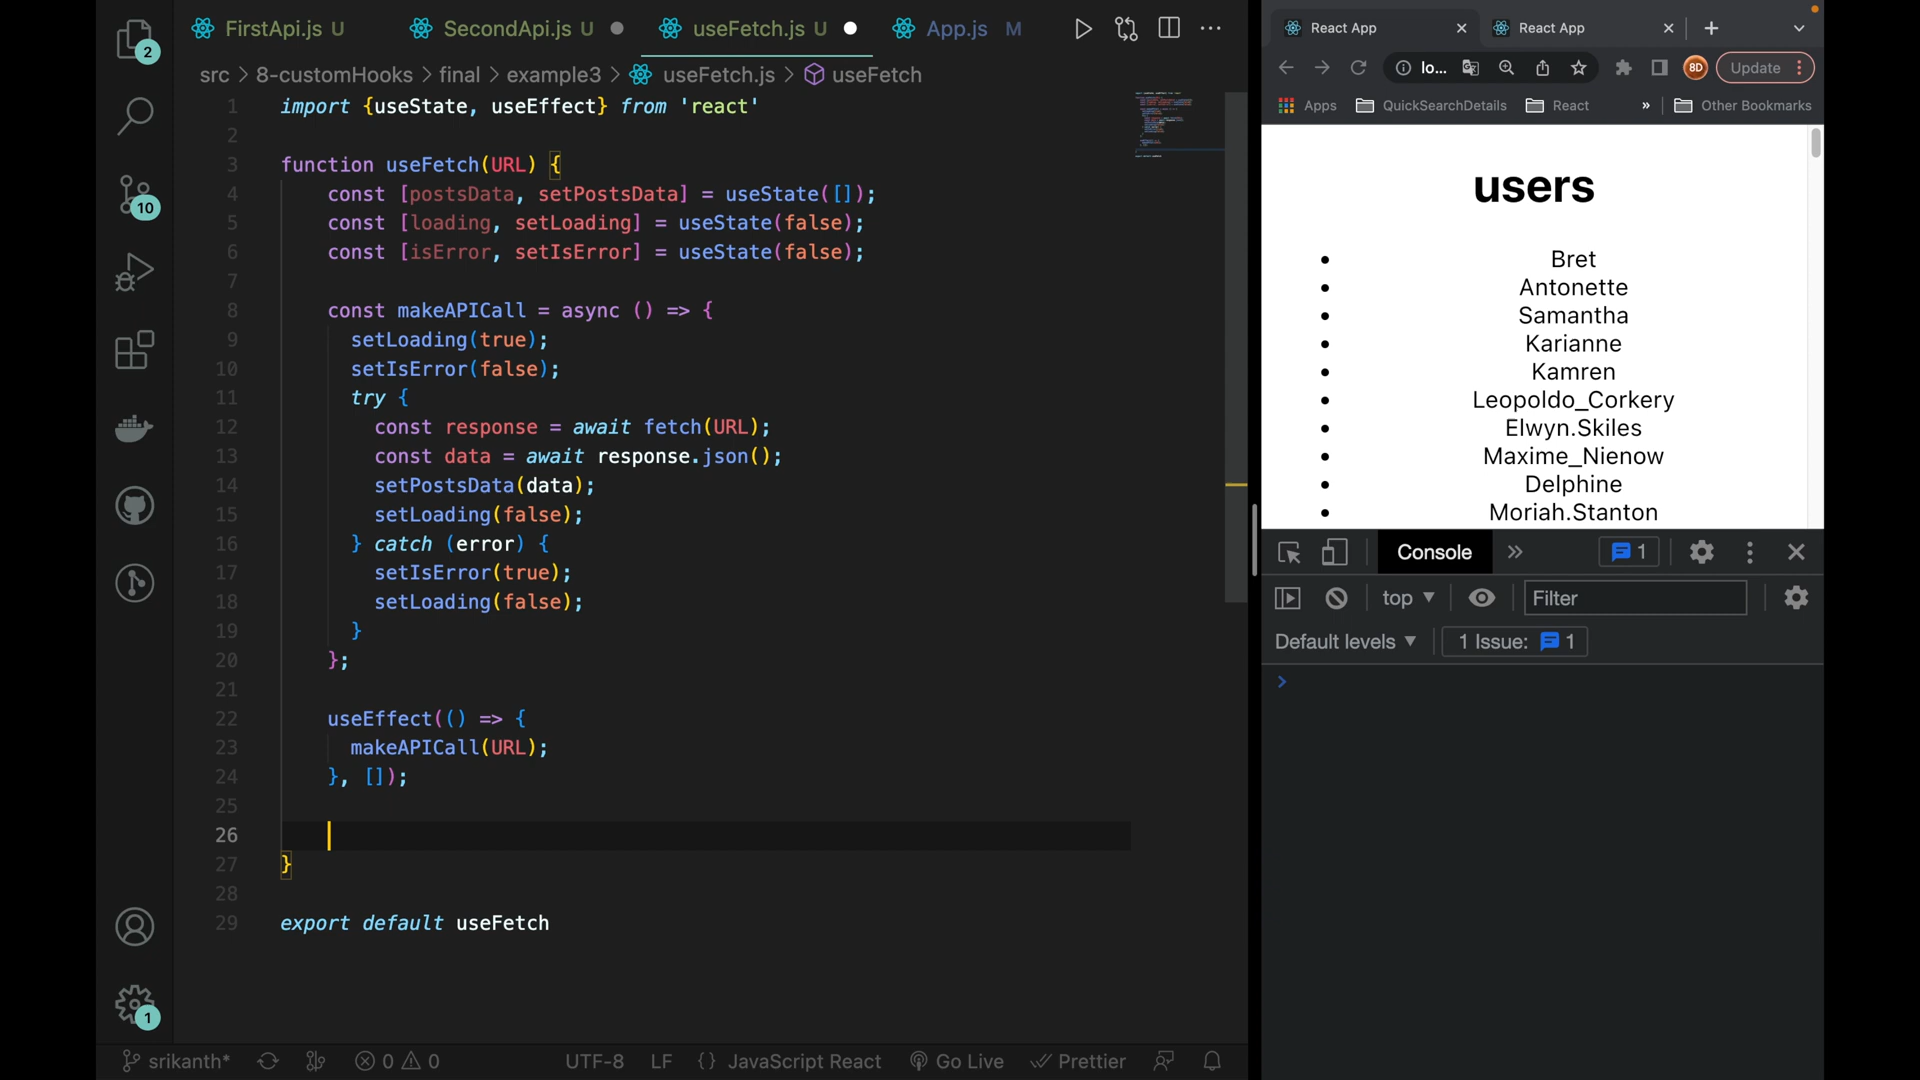 2
FirstApi.js U
SecondApi.js U
useFetch.js U
App.js M
src > 8-customHooks > final > example3 > useFetch.js > useFetch
1 import {useState, useEffect} from 'react'
2
3 function useFetch(URL) {
4 const [postsData, setPostsData] = useState([]);
5 const [loading, setLoading] = useState(false);
6 const [isError, setIsError] = useState(false);
7
8 const makeAPICall = async () => {
9 setLoading(true);
10 setIsError(false);
11 try {
12 const response = await fetch(URL);
13 const data = await response.json();
14 setPostsData(data);
15 setLoading(false);
16 } catch (error) {
17 setIsError(true);
18 setLoading(false);
19 }
20 };
21
22 useEffect(() => {
23 makeAPICall(URL);
24 }, []);
25
26
27 }
28
29 export default useFetch
10
1
srikanth* 0 0 UTF-8 LF {} JavaScript React Go Live Prettier
React App
React App
lo...
8D
Update
Apps QuickSearchDetails React » Other Bookmarks
users
• Bret
• Antonette
• Samantha
• Karianne
• Kamren
• Leopoldo_Corkery
• Elwyn.Skiles
• Maxime_Nienow
• Delphine
• Moriah.Stanton
Console » 1
top Filter
Default levels 1 Issue: 1
>